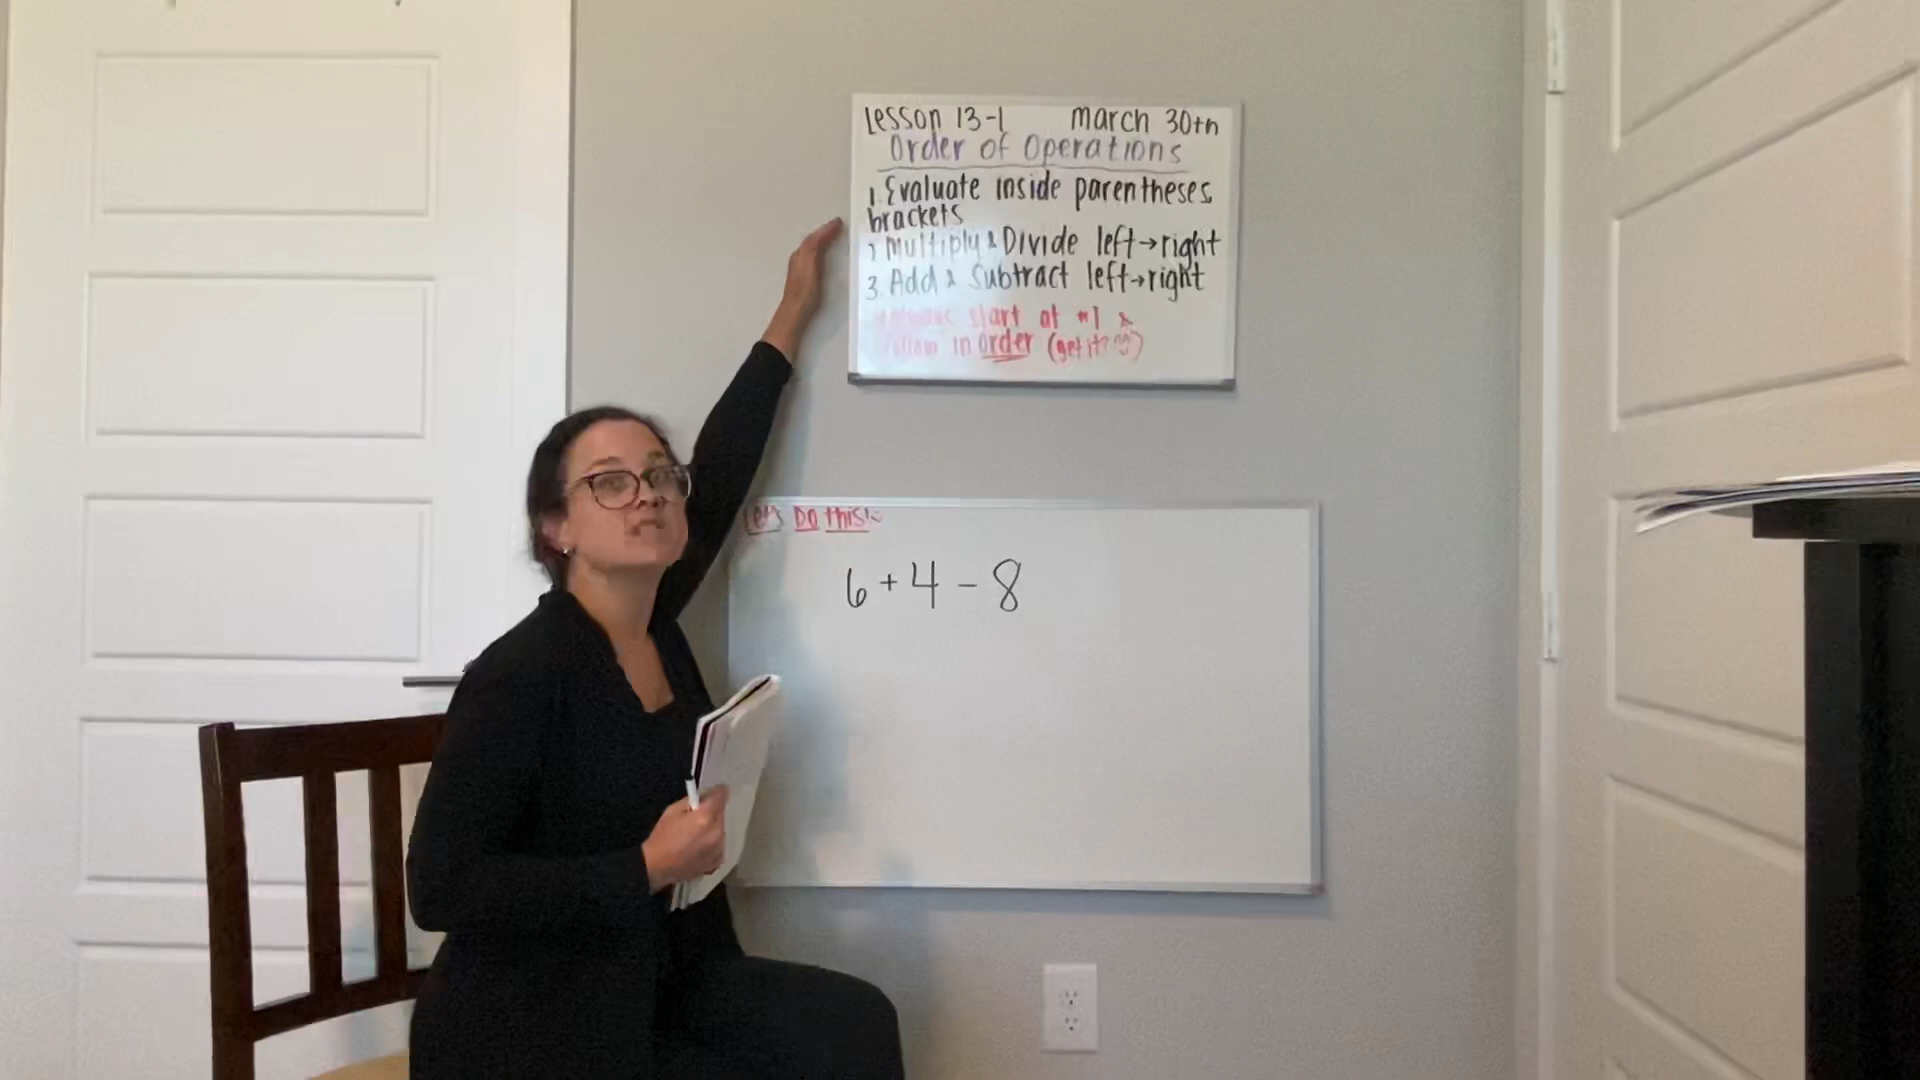 Lesson 13-1 March 30th
Order of Operations
1. Evaluate inside parentheses,
brackets
2 Multiply & Divide left→right
3. Add & Subtract left→right
start at #1 &
Follow in order (get it? )
Let's Do this!
6 + 4 - 8